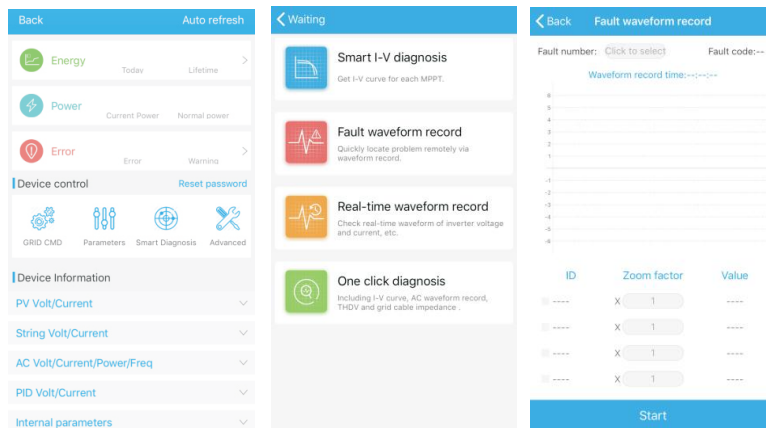 Back Auto refresh
Energy
Today Lifetime
Power
Current Power Normal power
Error
Error Warning
Device control Reset password
GRID CMD Parameters Smart Diagnosis Advanced
Device Information
PV Volt/Current
String Volt/Current
AC Volt/Current/Power/Freq
PID Volt/Current
Internal parameters
Waiting
Smart I-V diagnosis
Get I-V curve for each MPPT.
Fault waveform record
Quickly locate problem remotely via
waveform record.
Real-time waveform record
Check real-time waveform of inverter voltage
and current, etc.
One click diagnosis
Including I-V curve, AC waveform record,
THDV and grid cable impedance .
Back Fault waveform record
Fault number: Click to select Fault code:--
Waveform record time:--:--:--
6
5
4
3
2
1
-1
-2
-3
-4
-5
-6
ID Zoom factor Value
---- X 1 ----
---- X 1 ----
---- X 1 ----
---- X 1 ----
Start